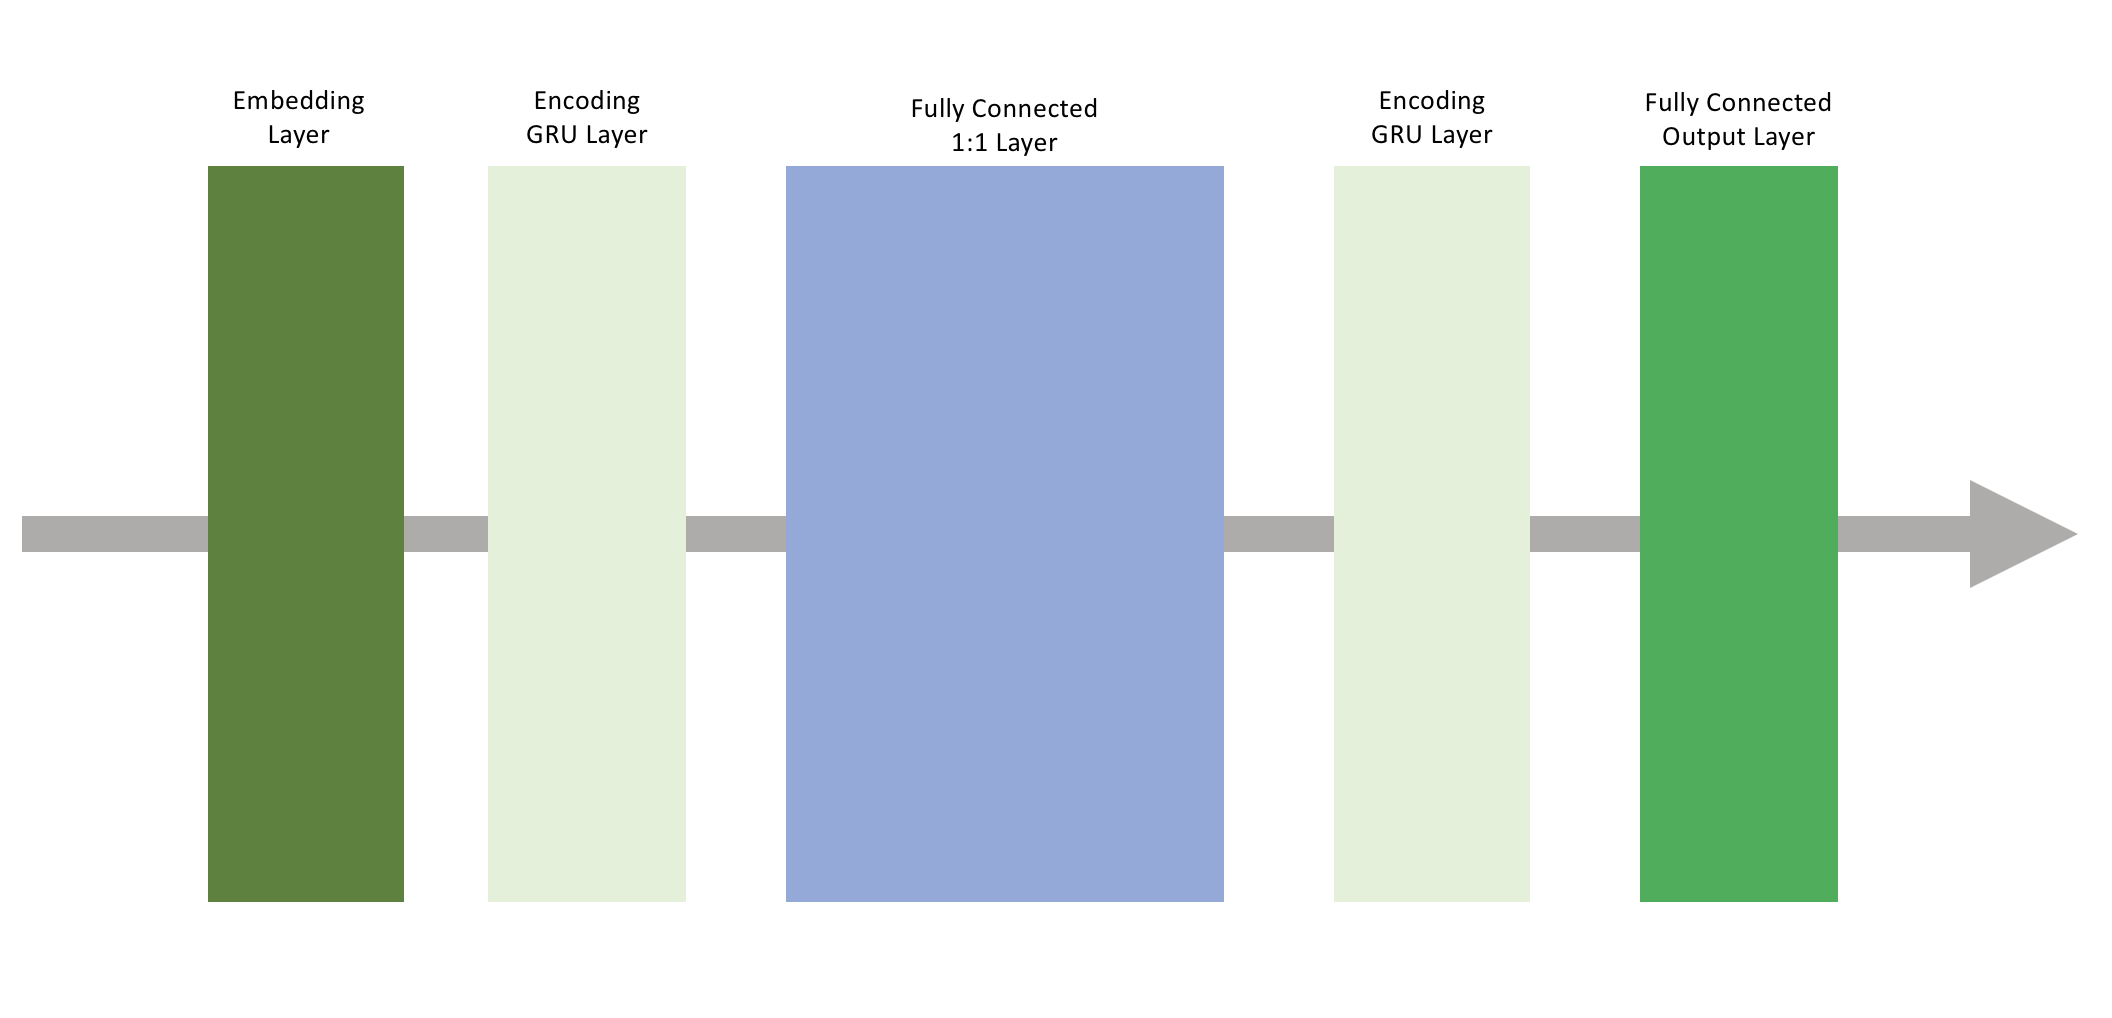 Embedding
Layer
Encoding
GRU Layer
Fully Connected
1:1 Layer
Encoding
GRU Layer
Fully Connected
Output Layer